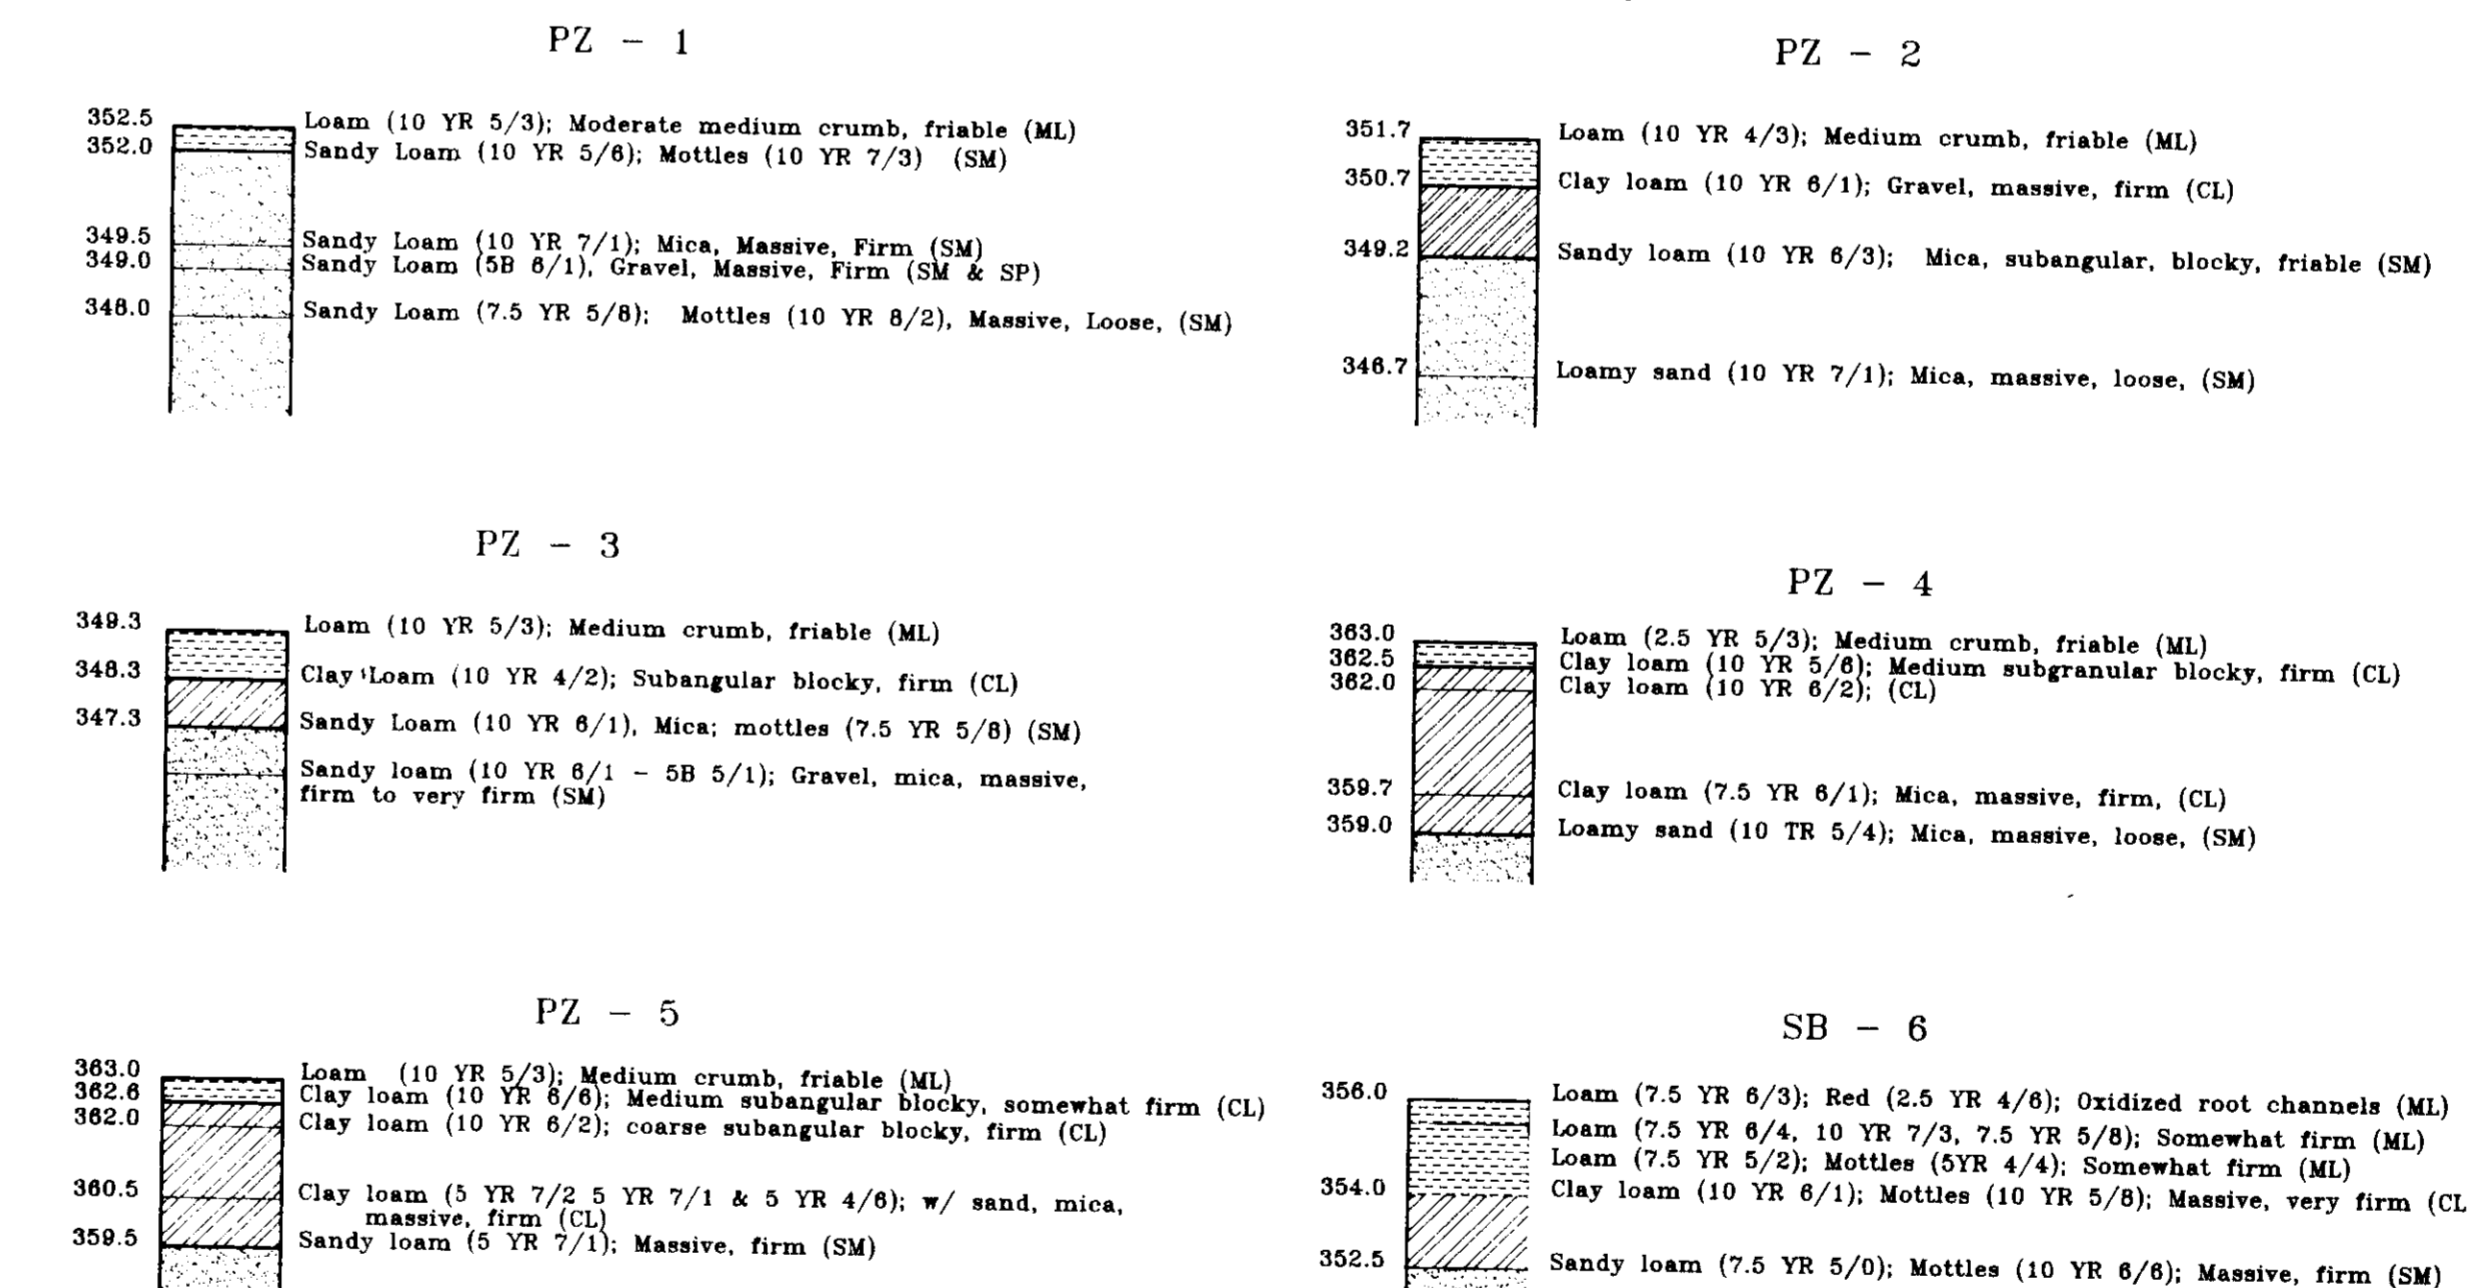 PZ - 1
352.5 Loam (10 YR 5/3); Moderate medium crumb, friable (ML)
352.0 Sandy Loam (10 YR 5/6); Mottles (10 YR 7/3) (SM)
349.5 Sandy Loam (10 YR 7/1); Mica, Massive, Firm (SM)
349.0 Sandy Loam (5B 6/1), Gravel, Massive, Firm (SM & SP)
348.0 Sandy Loam (7.5 YR 5/8); Mottles (10 YR 8/2), Massive, Loose, (SM)
PZ - 2
351.7 Loam (10 YR 4/3); Medium crumb, friable (ML)
350.7 Clay loam (10 YR 6/1); Gravel, massive, firm (CL)
349.2 Sandy loam (10 YR 6/3); Mica, subangular, blocky, friable (SM)
346.7 Loamy sand (10 YR 7/1); Mica, massive, loose, (SM)
PZ - 3
349.3 Loam (10 YR 5/3); Medium crumb, friable (ML)
348.3 Clay Loam (10 YR 4/2); Subangular blocky, firm (CL)
347.3 Sandy Loam (10 YR 6/1), Mica; mottles (7.5 YR 5/8) (SM)
Sandy loam (10 YR 6/1 - 5B 5/1); Gravel, mica, massive,
firm to very firm (SM)
PZ - 4
363.0 Loam (2.5 YR 5/3); Medium crumb, friable (ML)
362.5 Clay loam (10 YR 5/6); Medium subgranular blocky, firm (CL)
362.0 Clay loam (10 YR 6/2); (CL)
359.7 Clay loam (7.5 YR 6/1); Mica, massive, firm, (CL)
359.0 Loamy sand (10 TR 5/4); Mica, massive, loose, (SM)
PZ - 5
363.0 Loam (10 YR 5/3); Medium crumb, friable (ML)
362.6 Clay loam (10 YR 6/6); Medium subangular blocky, somewhat firm (CL)
362.0 Clay loam (10 YR 6/2); coarse subangular blocky, firm (CL)
360.5 Clay loam (5 YR 7/2 5 YR 7/1 & 5 YR 4/6); w/ sand, mica,
massive, firm (CL)
359.5 Sandy loam (5 YR 7/1); Massive, firm (SM)
SB - 6
356.0 Loam (7.5 YR 6/3); Red (2.5 YR 4/6); Oxidized root channels (ML)
Loam (7.5 YR 6/4, 10 YR 7/3, 7.5 YR 5/8); Somewhat firm (ML)
Loam (7.5 YR 5/2); Mottles (5YR 4/4); Somewhat firm (ML)
354.0 Clay loam (10 YR 6/1); Mottles (10 YR 5/8); Massive, very firm (CL
352.5 Sandy loam (7.5 YR 5/0); Mottles (10 YR 6/6); Massive, firm (SM)